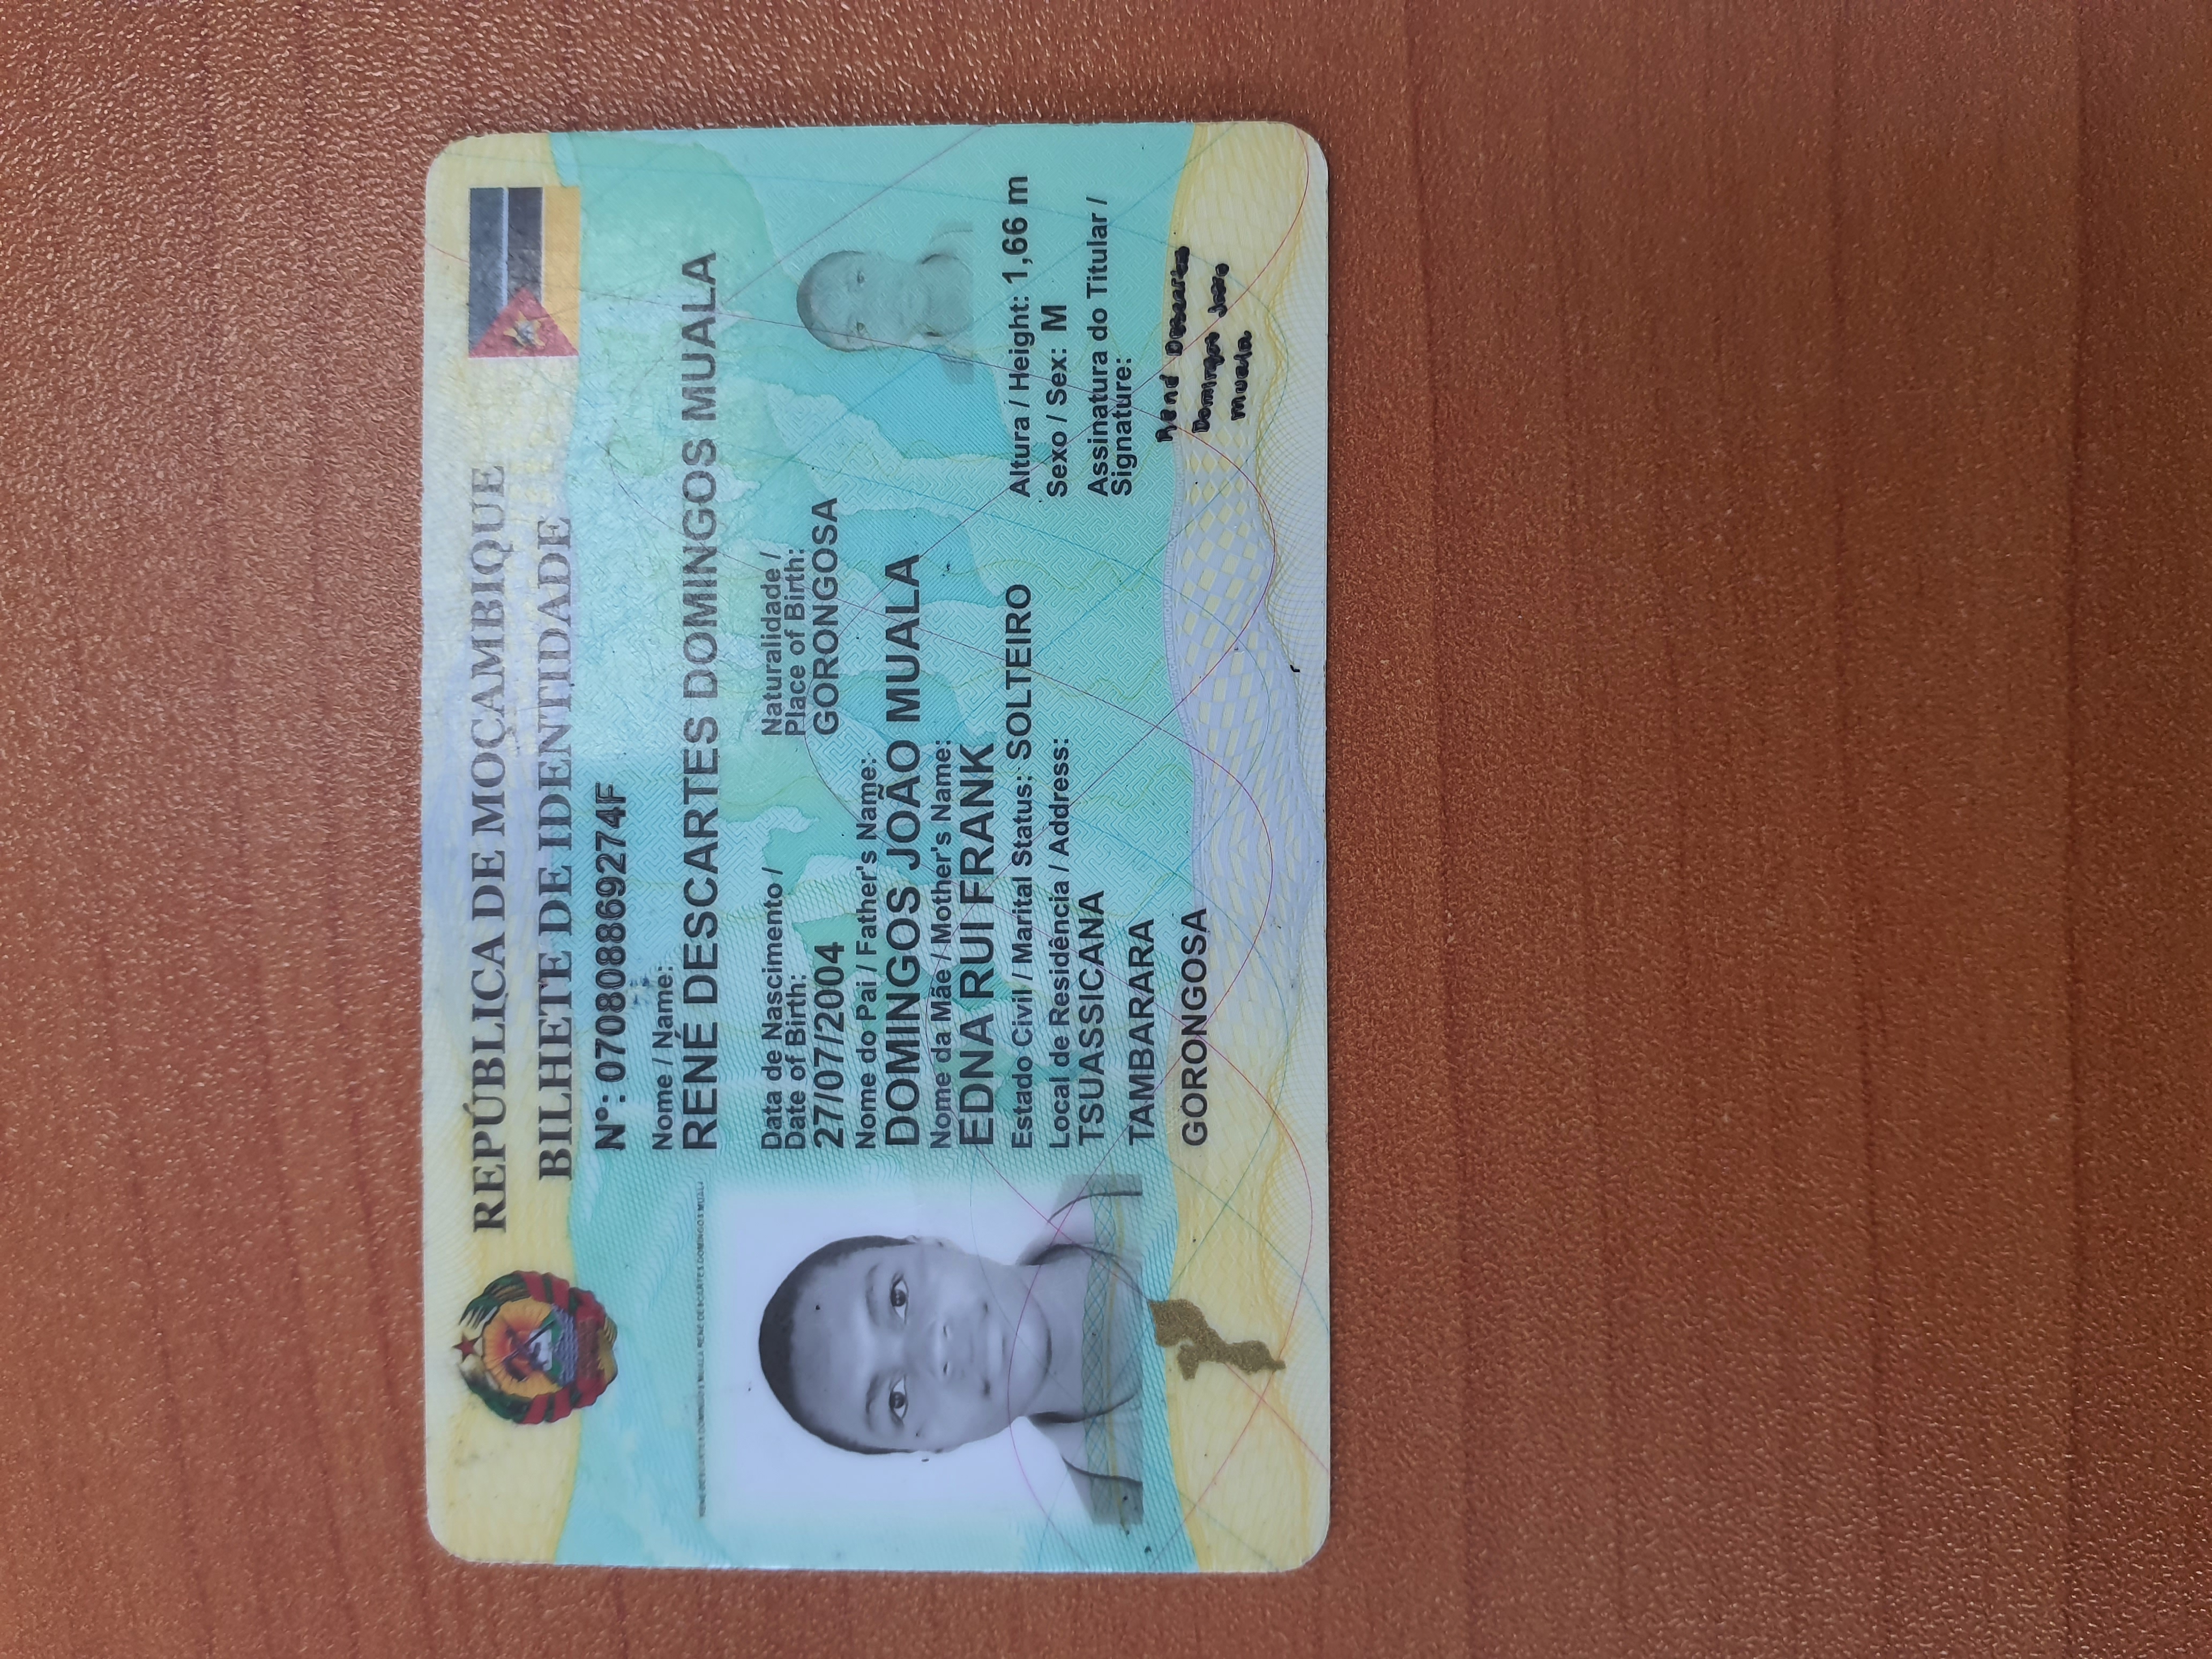 REPÚBLICA DE MOÇAMBIQUE
BILHETE DE IDENTIDADE
Nº: 070808869274F
Nome / Name:
RENÉ DESCARTES DOMINGOS MUALA
RENÉ DESCARTES DOMINGOS MUALA RENÉ DESCARTES DOMINGOS MUALA
Data de Nascimento /
Date of Birth:
27/07/2004
Naturalidade /
Place of Birth:
GORONGOSA
Nome do Pai / Father's Name:
DOMINGOS JOÃO MUALA
Nome da Mãe / Mother's Name:
EDNA RUI FRANK
Estado Civil / Marital Status: SOLTEIRO
Altura / Height: 1,66 m
Local de Residência / Address:
Sexo / Sex: M
TSUASSICANA
TAMBARARA
GORONGOSA
Assinatura do Titular /
Signature:
René Descartes
Domingos João
Muala